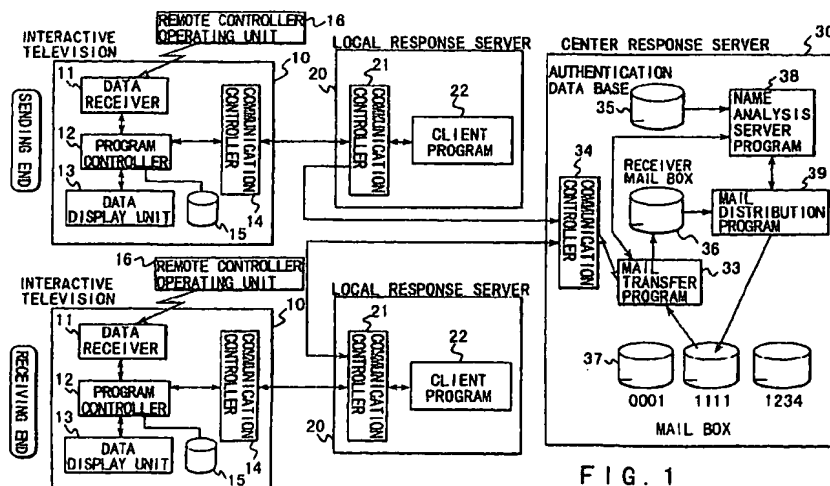 REMOTE CONTROLLER
OPERATING UNIT
16
INTERACTIVE
TELEVISION
10
11
DATA
RECEIVER
12
PROGRAM
CONTROLLER
13
DATA
DISPLAY UNIT
COMMUNICATION
CONTROLLER
14
15
SENDING END
LOCAL RESPONSE SERVER
20
21
COMMUNICATION
CONTROLLER
22
CLIENT
PROGRAM
CENTER RESPONSE SERVER
30
AUTHENTICATION
DATA BASE
35
38
NAME
ANALYSIS
SERVER
PROGRAM
34
COMMUNICATION
CONTROLLER
RECEIVER
MAIL BOX
36
39
MAIL
DISTRIBUTION
PROGRAM
MAIL
TRANSFER
PROGRAM
33
37
0001
1111
1234
MAIL BOX
16
REMOTE CONTROLLER
OPERATING UNIT
INTERACTIVE
TELEVISION
10
11
DATA
RECEIVER
12
PROGRAM
CONTROLLER
13
DATA
DISPLAY UNIT
COMMUNICATION
CONTROLLER
14
15
RECEIVING END
LOCAL RESPONSE SERVER
20
21
COMMUNICATION
CONTROLLER
22
CLIENT
PROGRAM
FIG. 1